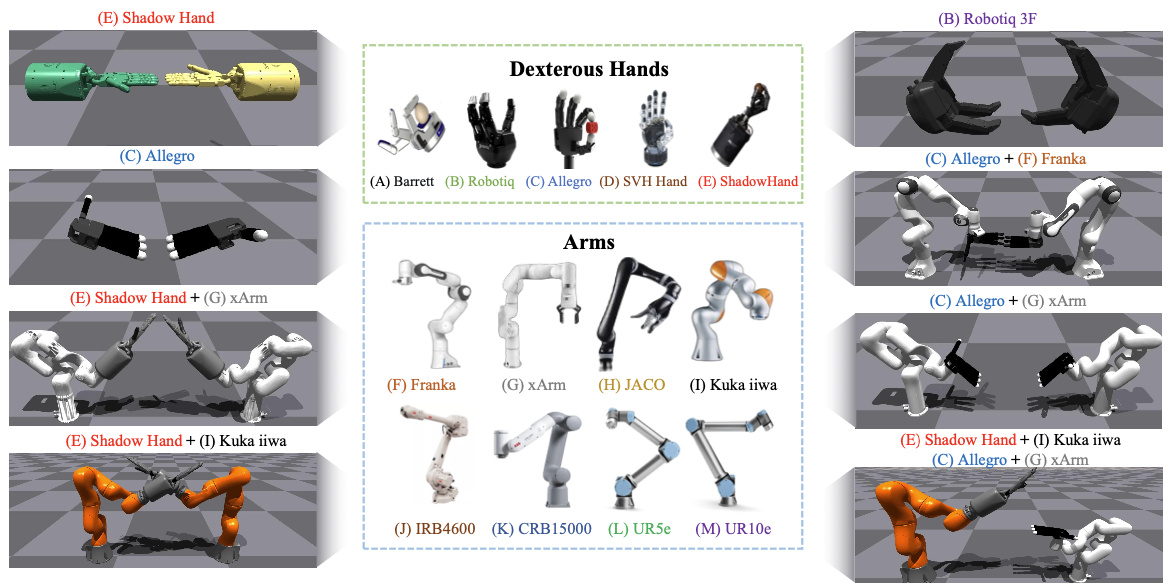 (E) Shadow Hand
(C) Allegro
(E) Shadow Hand + (G) xArm
(E) Shadow Hand + (I) Kuka iiwa
Dexterous Hands
(A) Barrett (B) Robotiq (C) Allegro (D) SVH Hand (E) ShadowHand
Arms
(F) Franka (G) xArm (H) JACO (I) Kuka iiwa
(J) IRB4600 (K) CRB15000 (L) UR5e (M) UR10e
(B) Robotiq 3F
(C) Allegro + (F) Franka
(C) Allegro + (G) xArm
(E) Shadow Hand + (I) Kuka iiwa
(C) Allegro + (G) xArm